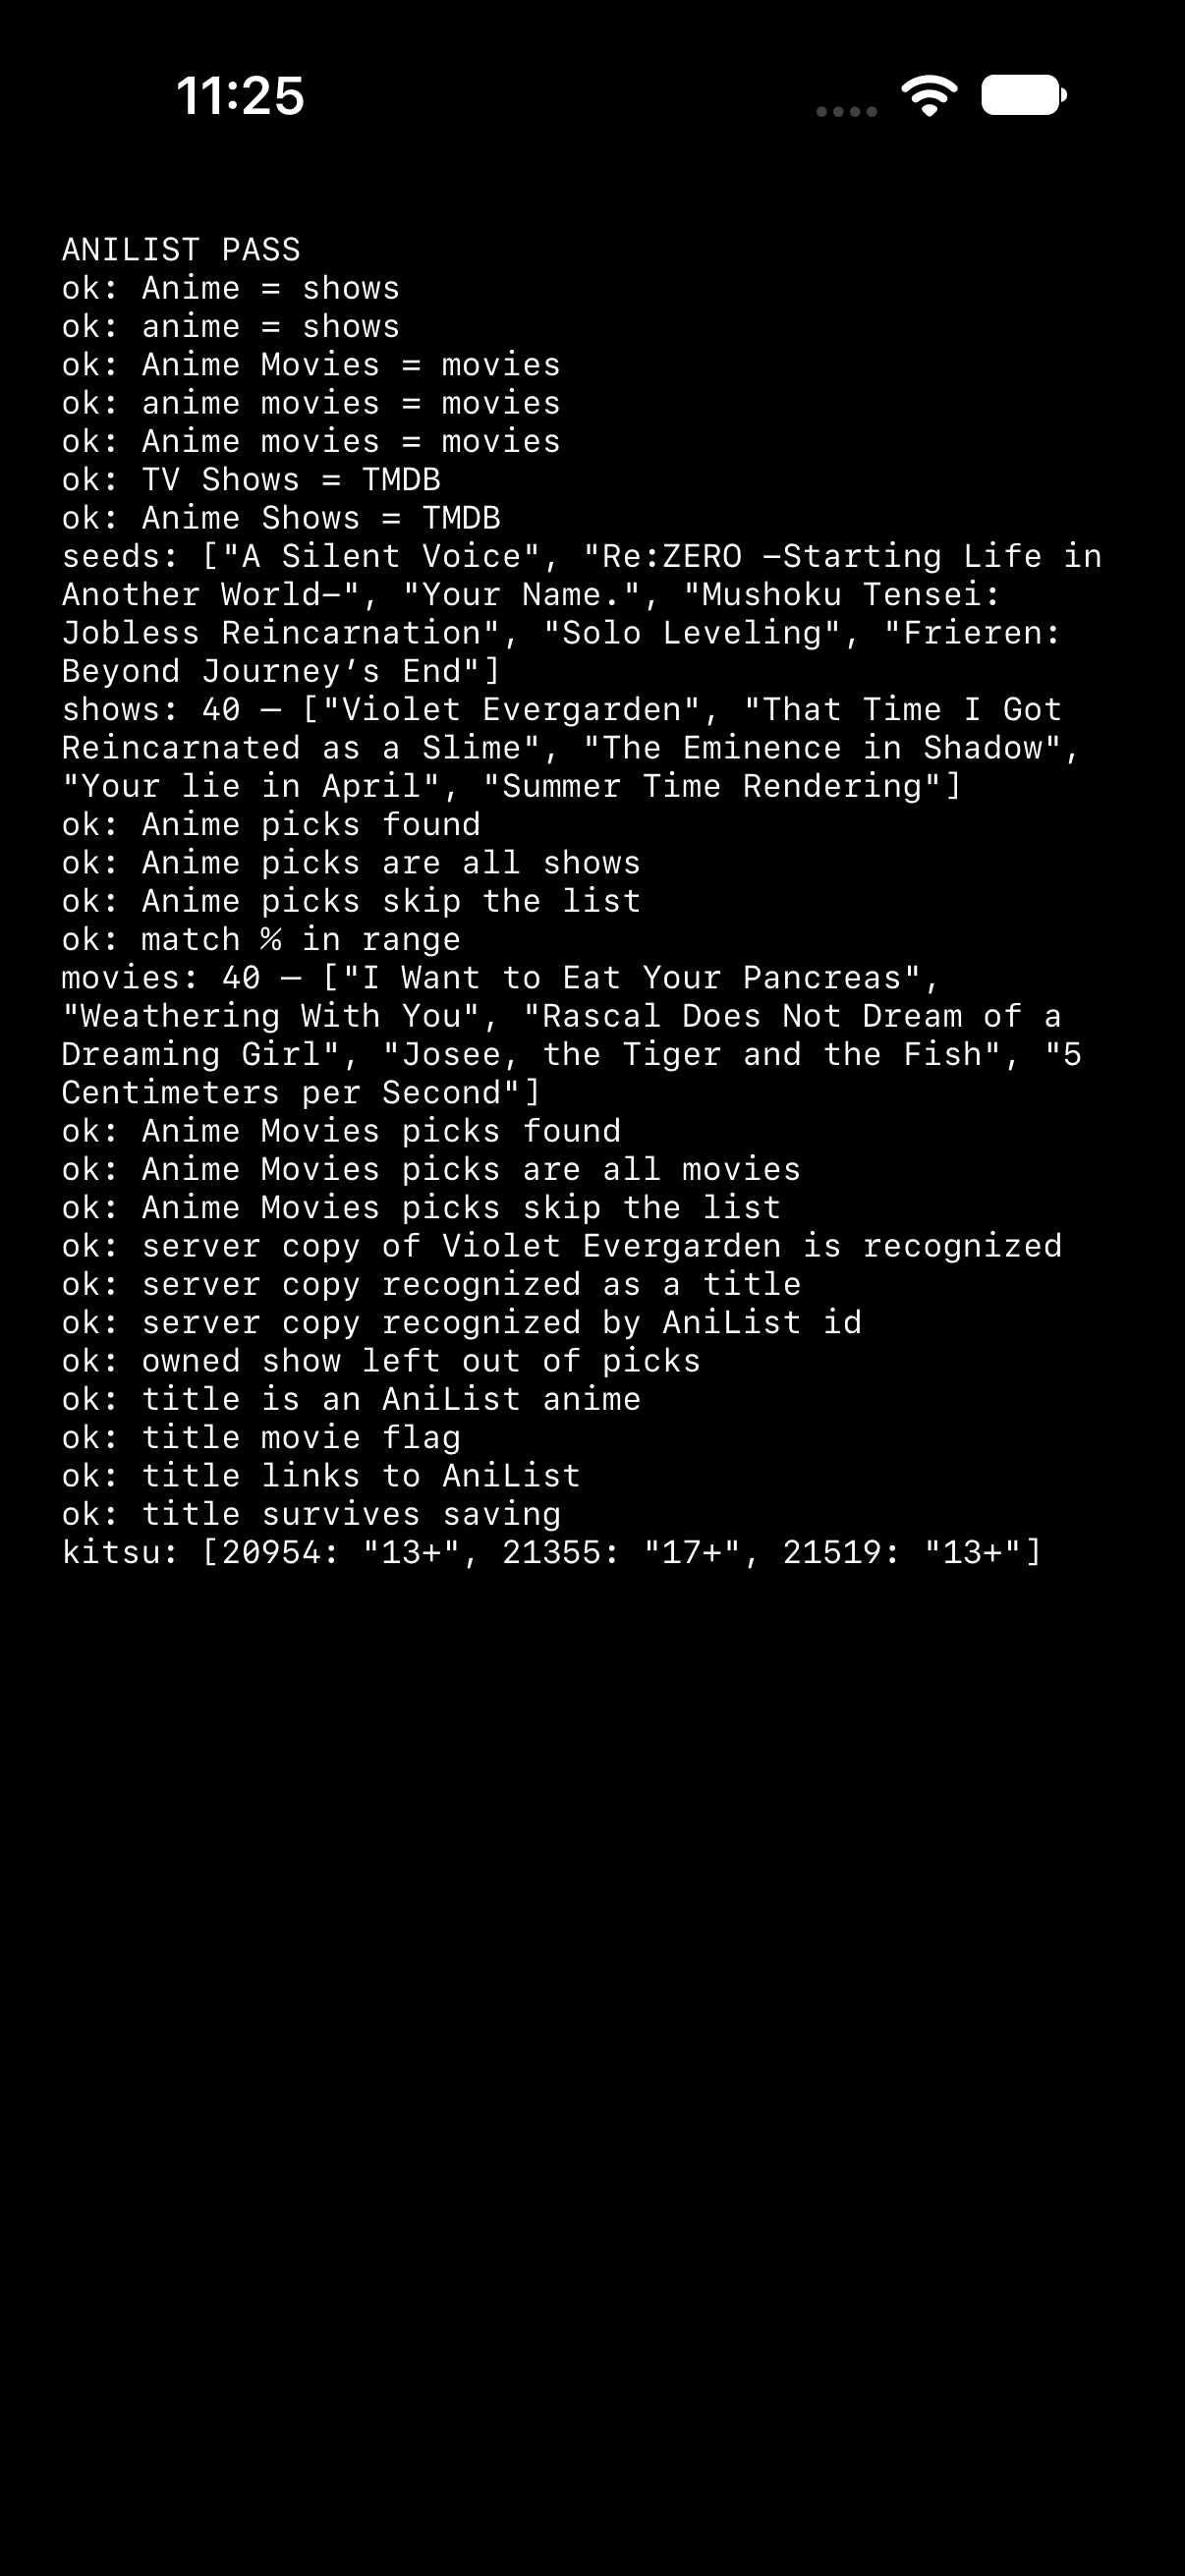 11:25
ANILIST PASS
ok: Anime = shows
ok: anime = shows
ok: Anime Movies = movies
ok: anime movies = movies
ok: Anime movies = movies
ok: TV Shows = TMDB
ok: Anime Shows = TMDB
seeds: ["A Silent Voice", "Re:ZERO −Starting Life in
Another World−", "Your Name.", "Mushoku Tensei:
Jobless Reincarnation", "Solo Leveling", "Frieren:
Beyond Journey’s End"]
shows: 40 — ["Violet Evergarden", "That Time I Got
Reincarnated as a Slime", "The Eminence in Shadow",
"Your lie in April", "Summer Time Rendering"]
ok: Anime picks found
ok: Anime picks are all shows
ok: Anime picks skip the list
ok: match % in range
movies: 40 — ["I Want to Eat Your Pancreas",
"Weathering With You", "Rascal Does Not Dream of a
Dreaming Girl", "Josee, the Tiger and the Fish", "5
Centimeters per Second"]
ok: Anime Movies picks found
ok: Anime Movies picks are all movies
ok: Anime Movies picks skip the list
ok: server copy of Violet Evergarden is recognized
ok: server copy recognized as a title
ok: server copy recognized by AniList id
ok: owned show left out of picks
ok: title is an AniList anime
ok: title movie flag
ok: title links to AniList
ok: title survives saving
kitsu: [20954: "13+", 21355: "17+", 21519: "13+"]